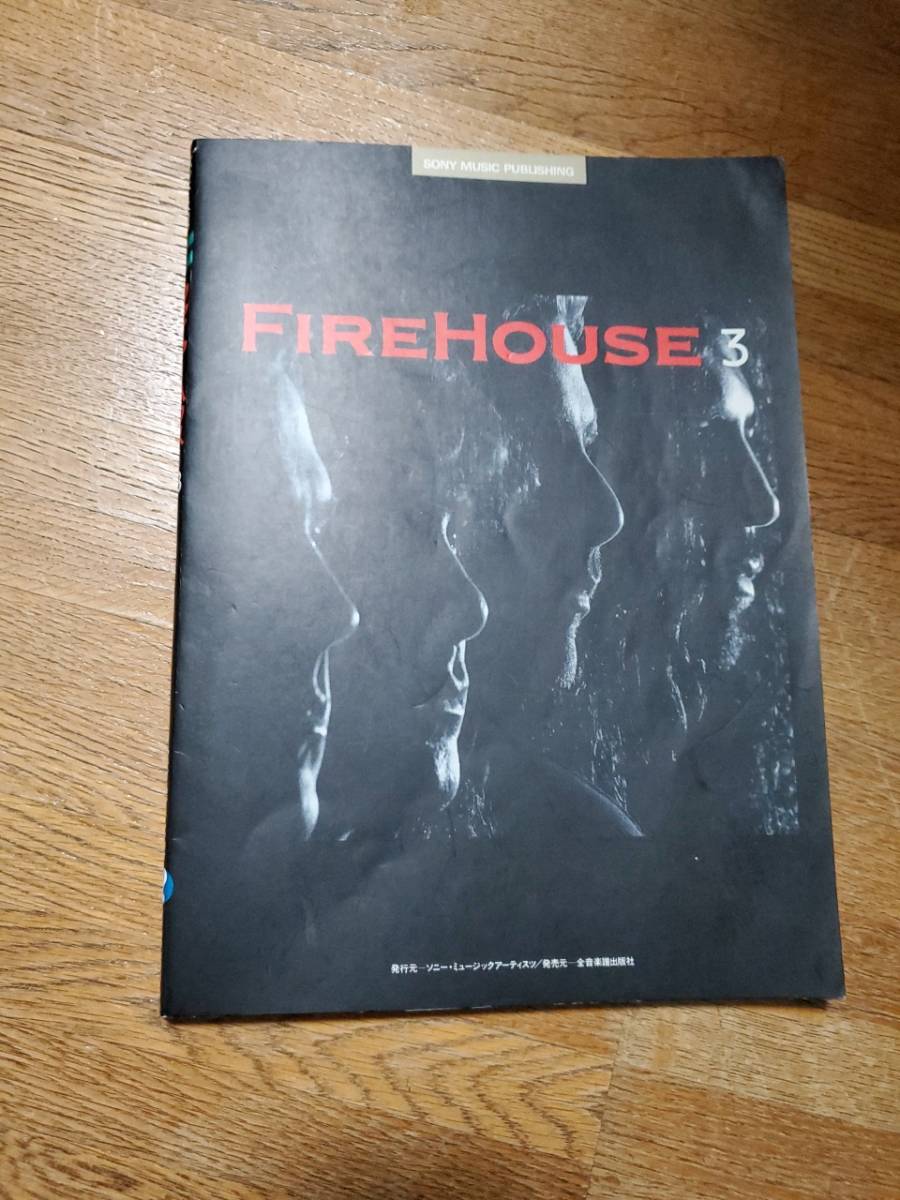 SONY MUSIC PUBLISHING
FIREHOUSE 3
発行元—ソニー・ミュージックアーティスツ/発売元—全音楽譜出版社